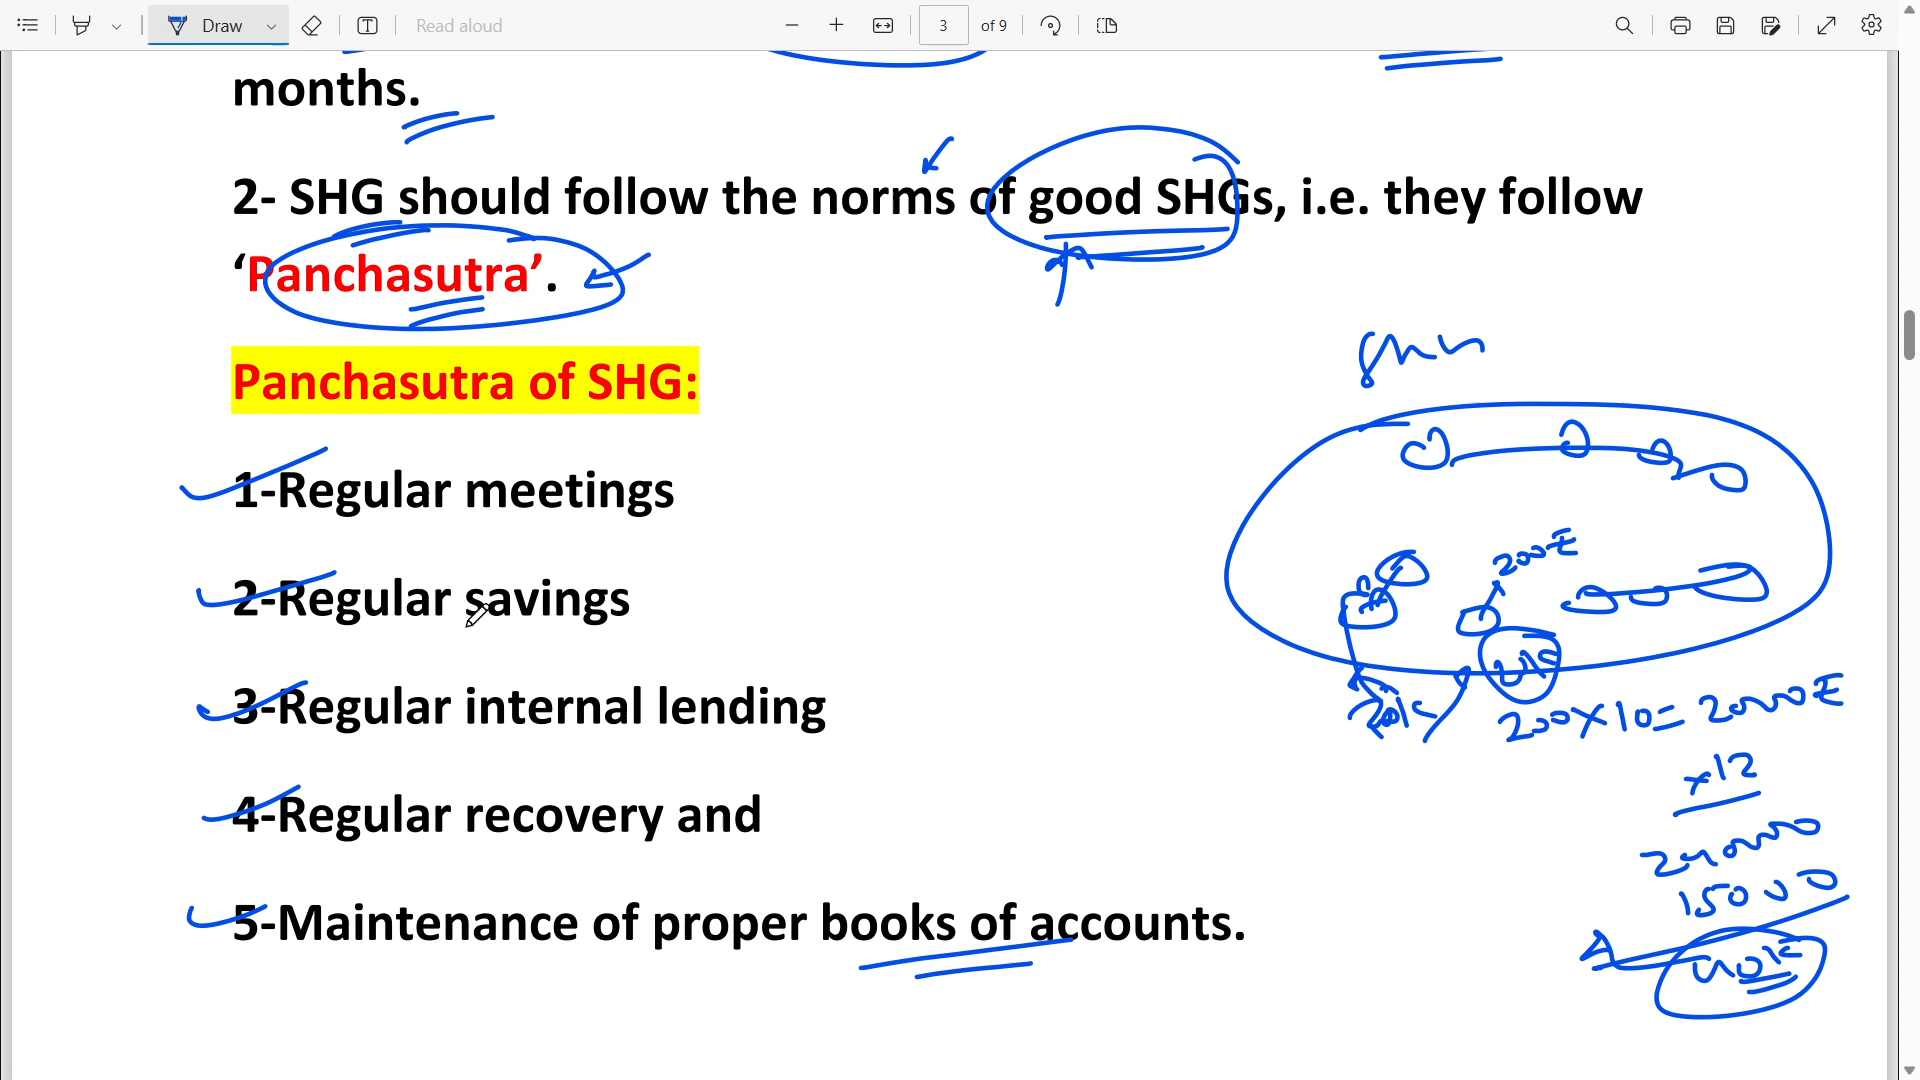 Draw
Read aloud
3 of 9
months.
2- SHG should follow the norms of good SHGs, i.e. they follow
‘Panchasutra’.
Panchasutra of SHG:
1-Regular meetings
2-Regular savings
200₹
3-Regular internal lending
20K
200×10=2000₹
×12
4-Regular recovery and
24000
15000
5-Maintenance of proper books of accounts.
40K